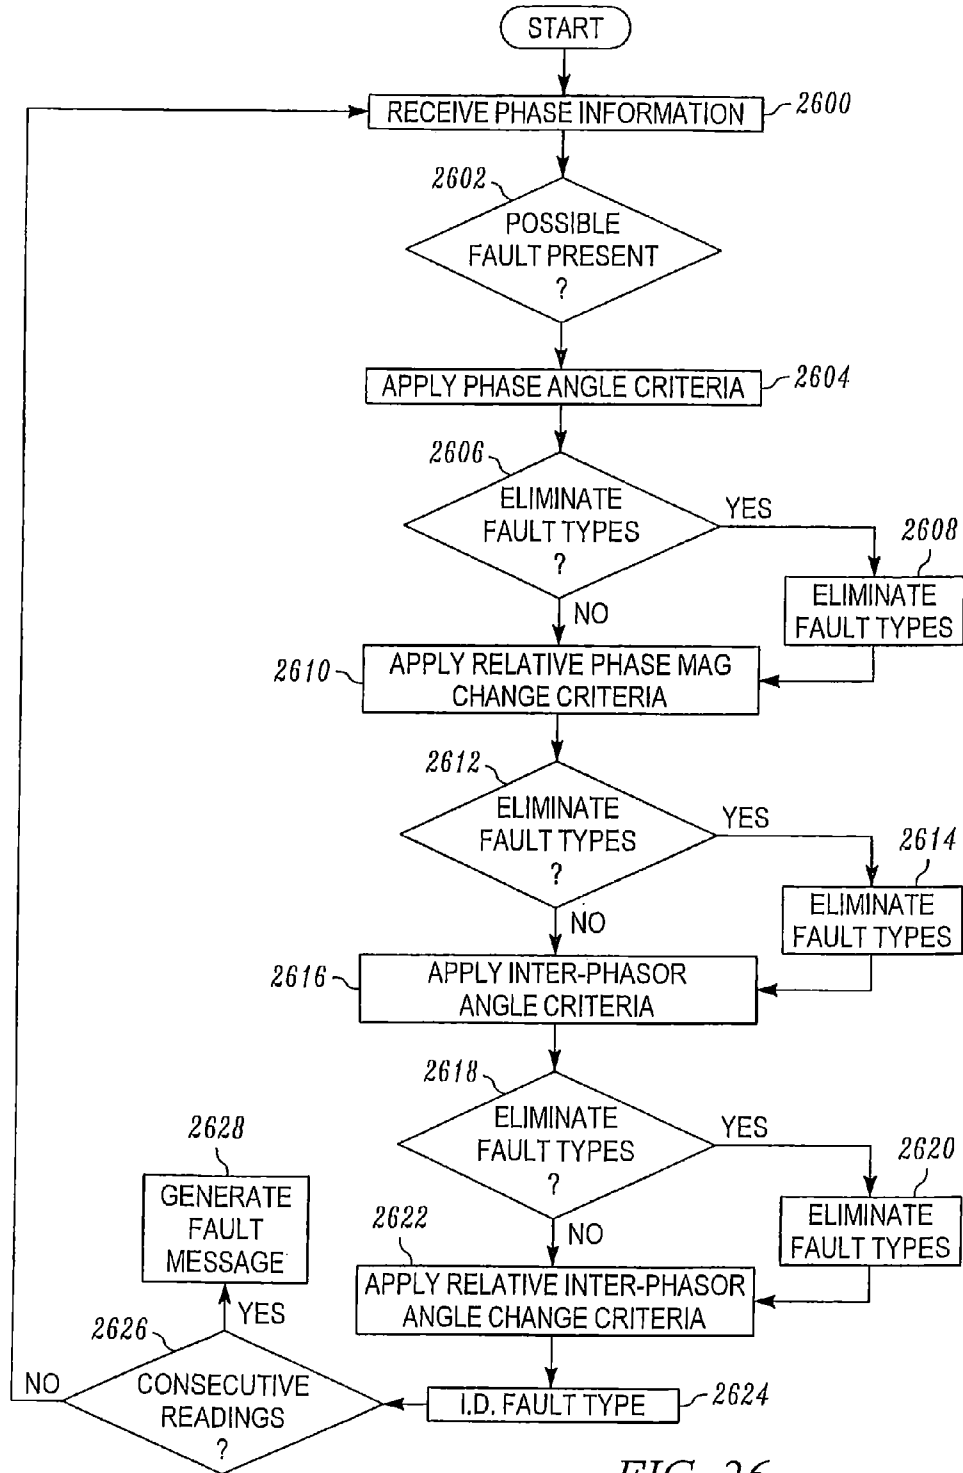 START
RECEIVE PHASE INFORMATION
2600
2602
POSSIBLE
FAULT PRESENT
?
APPLY PHASE ANGLE CRITERIA
2604
2606
ELIMINATE
FAULT TYPES
?
YES
2608
ELIMINATE
FAULT TYPES
NO
2610
APPLY RELATIVE PHASE MAG
CHANGE CRITERIA
2612
ELIMINATE
FAULT TYPES
?
YES
2614
ELIMINATE
FAULT TYPES
NO
2616
APPLY INTER-PHASOR
ANGLE CRITERIA
2618
ELIMINATE
FAULT TYPES
?
YES
2620
ELIMINATE
FAULT TYPES
NO
2622
APPLY RELATIVE INTER-PHASOR
ANGLE CHANGE CRITERIA
I.D. FAULT TYPE
2624
2626
CONSECUTIVE
READINGS
?
NO
YES
2628
GENERATE
FAULT
MESSAGE
FIG. 26